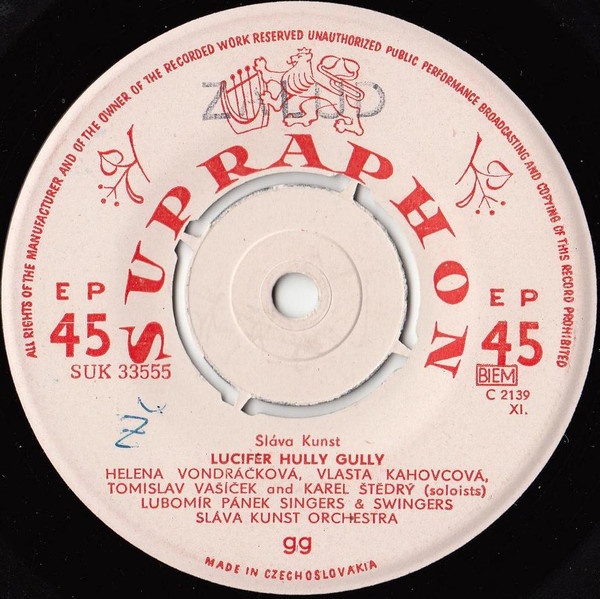 ALL RIGHTS OF THE MANUFACTURER AND OF THE OWNER OF THE RECORDED WORK RESERVED UNAUTHORIZED PUBLIC PERFORMANCE BROADCASTING AND COPYING OF THIS RECORD PROHIBITED
SUPRAPHON
EP
45
SUK 33555
EP
45
BIEM
C 2139
XI.
Sláva Kunst
LUCIFER HULLY GULLY
HELENA VONDRÁČKOVÁ, VLASTA KAHOVCOVÁ,
TOMISLAV VAŠÍČEK and KAREL ŠTĚDRÝ (soloists)
LUBOMÍR PÁNEK SINGERS & SWINGERS
SLÁVA KUNST ORCHESTRA
gg
MADE IN CZECHOSLOVAKIA